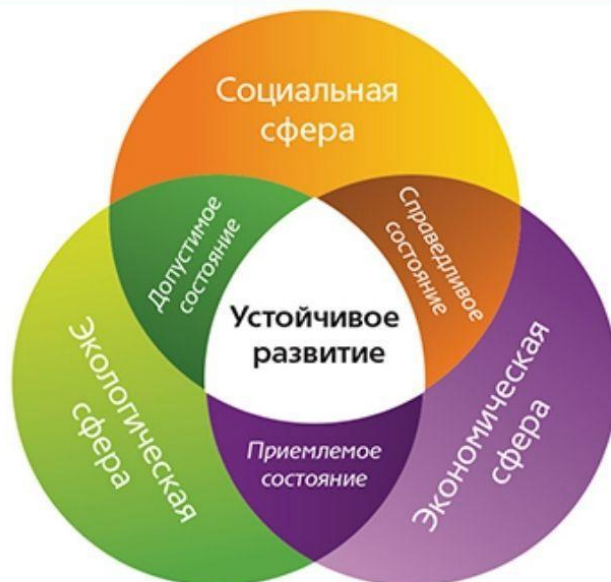 Социальная
сфера
Допустимое
состояние
Справедливое
состояние
Устойчивое
развитие
Экологическая
сфера
Экономическая
сфера
Приемлемое
состояние